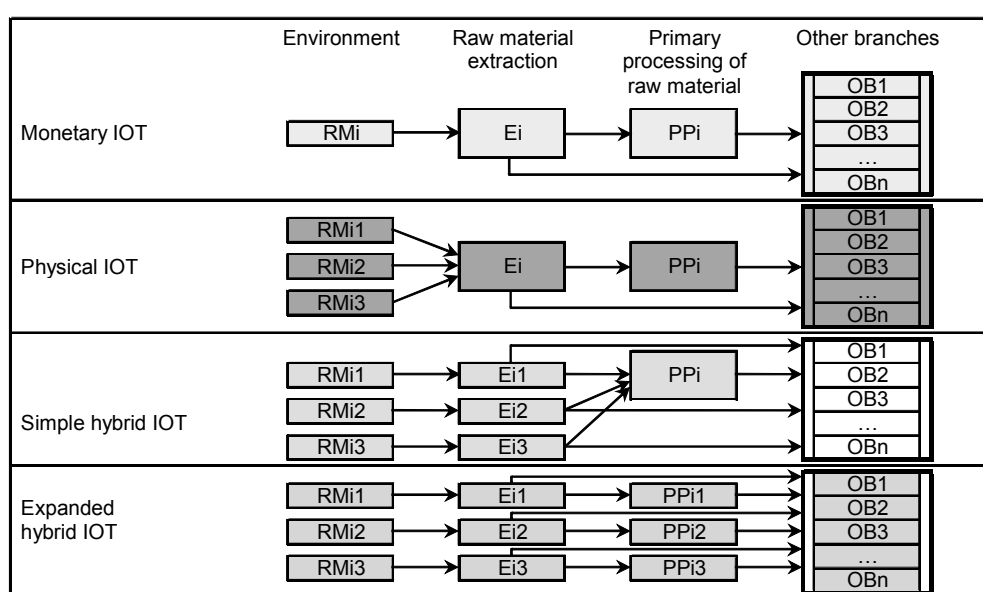 Environment
Raw material
extraction
Primary
processing of
raw material
Other branches
Monetary IOT
RMi
Ei
PPi
OB1
OB2
OB3
…
OBn
Physical IOT
RMi1
RMi2
RMi3
Ei
PPi
OB1
OB2
OB3
…
OBn
Simple hybrid IOT
RMi1
RMi2
RMi3
Ei1
Ei2
Ei3
PPi
OB1
OB2
OB3
…
OBn
Expanded
hybrid IOT
RMi1
RMi2
RMi3
Ei1
Ei2
Ei3
PPi1
PPi2
PPi3
OB1
OB2
OB3
…
OBn